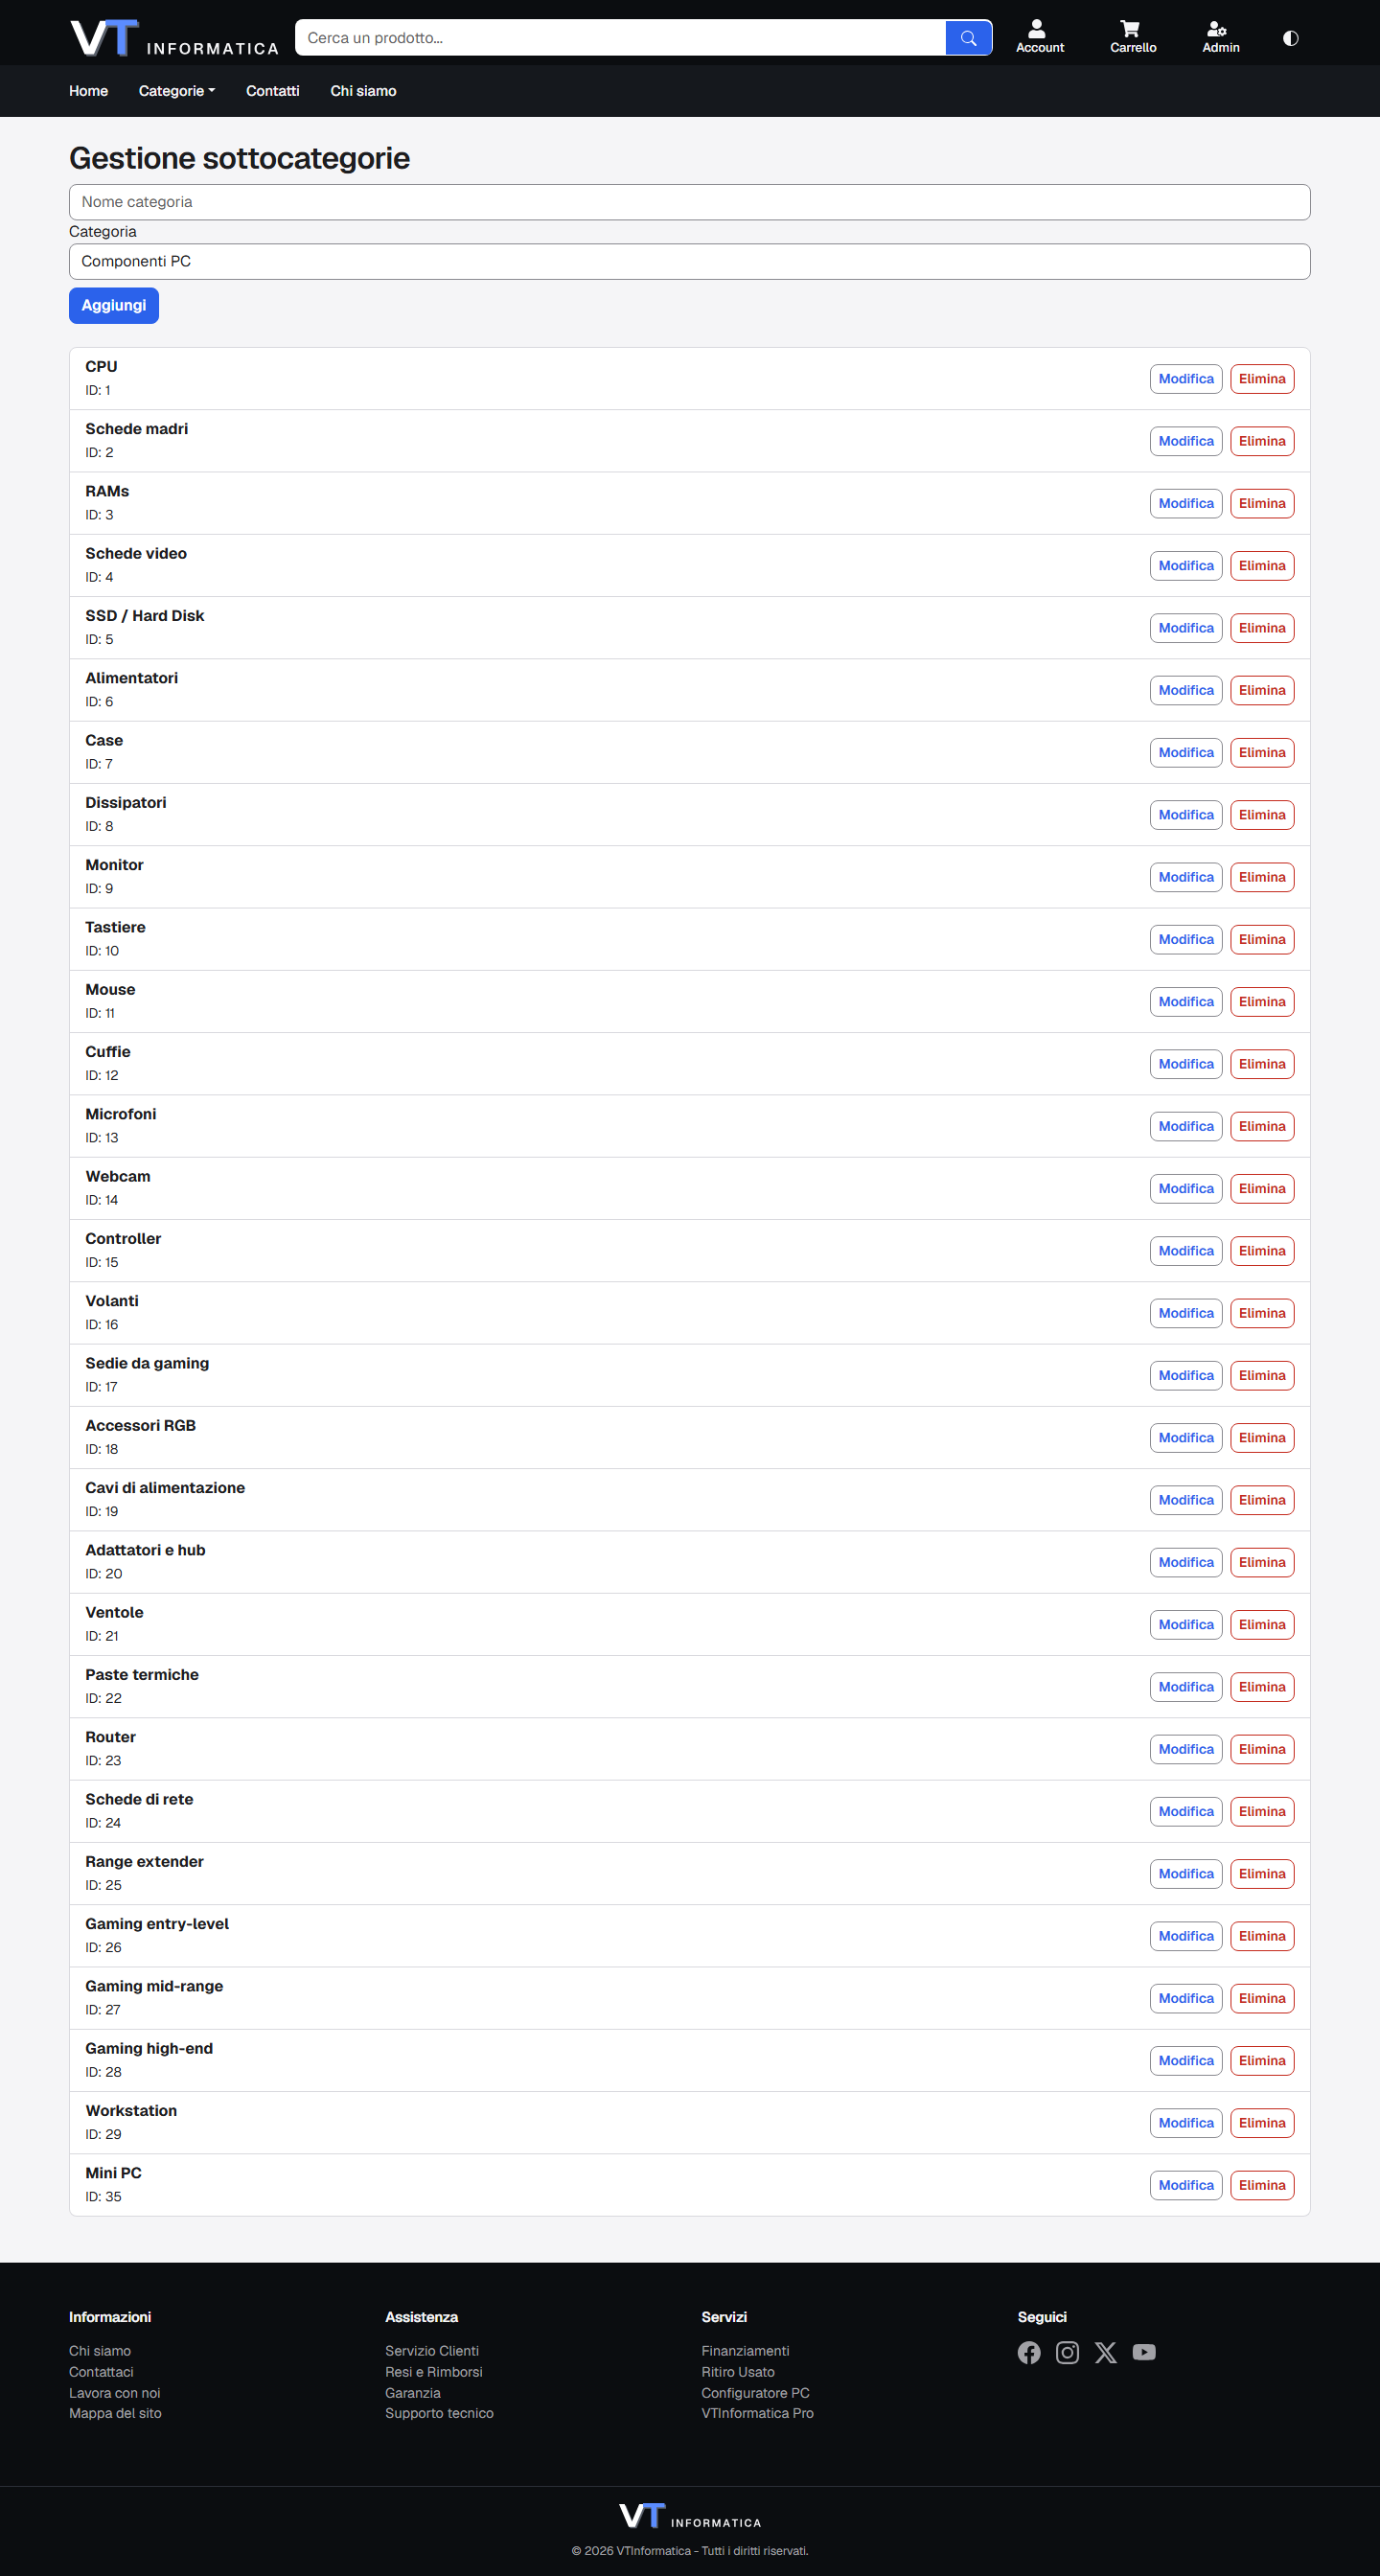 VT INFORMATICA
Cerca un prodotto...
Account
Carrello
Admin
Home
Categorie
Contatti
Chi siamo
Gestione sottocategorie
Nome categoria
Categoria
Componenti PC
Aggiungi
CPU
ID: 1
Modifica
Elimina
Schede madri
ID: 2
Modifica
Elimina
RAMs
ID: 3
Modifica
Elimina
Schede video
ID: 4
Modifica
Elimina
SSD / Hard Disk
ID: 5
Modifica
Elimina
Alimentatori
ID: 6
Modifica
Elimina
Case
ID: 7
Modifica
Elimina
Dissipatori
ID: 8
Modifica
Elimina
Monitor
ID: 9
Modifica
Elimina
Tastiere
ID: 10
Modifica
Elimina
Mouse
ID: 11
Modifica
Elimina
Cuffie
ID: 12
Modifica
Elimina
Microfoni
ID: 13
Modifica
Elimina
Webcam
ID: 14
Modifica
Elimina
Controller
ID: 15
Modifica
Elimina
Volanti
ID: 16
Modifica
Elimina
Sedie da gaming
ID: 17
Modifica
Elimina
Accessori RGB
ID: 18
Modifica
Elimina
Cavi di alimentazione
ID: 19
Modifica
Elimina
Adattatori e hub
ID: 20
Modifica
Elimina
Ventole
ID: 21
Modifica
Elimina
Paste termiche
ID: 22
Modifica
Elimina
Router
ID: 23
Modifica
Elimina
Schede di rete
ID: 24
Modifica
Elimina
Range extender
ID: 25
Modifica
Elimina
Gaming entry-level
ID: 26
Modifica
Elimina
Gaming mid-range
ID: 27
Modifica
Elimina
Gaming high-end
ID: 28
Modifica
Elimina
Workstation
ID: 29
Modifica
Elimina
Mini PC
ID: 35
Modifica
Elimina
Informazioni
Chi siamo
Contattaci
Lavora con noi
Mappa del sito
Assistenza
Servizio Clienti
Resi e Rimborsi
Garanzia
Supporto tecnico
Servizi
Finanziamenti
Ritiro Usato
Configuratore PC
VTInformatica Pro
Seguici
VT INFORMATICA
© 2026 VTInformatica - Tutti i diritti riservati.